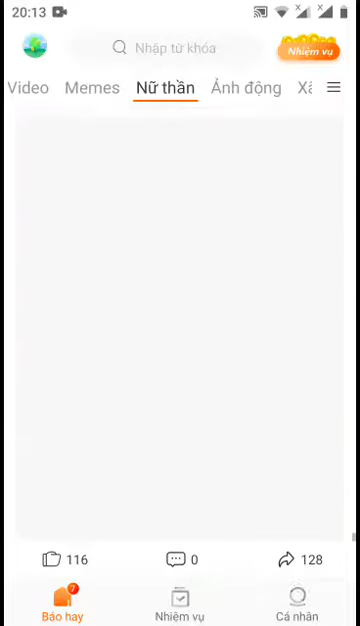 20:13
Nhập từ khóa
Nhiệm vụ
Video Memes Nữ thần Ảnh động
116 0 128
7
Báo hay Nhiệm vụ Cá nhân